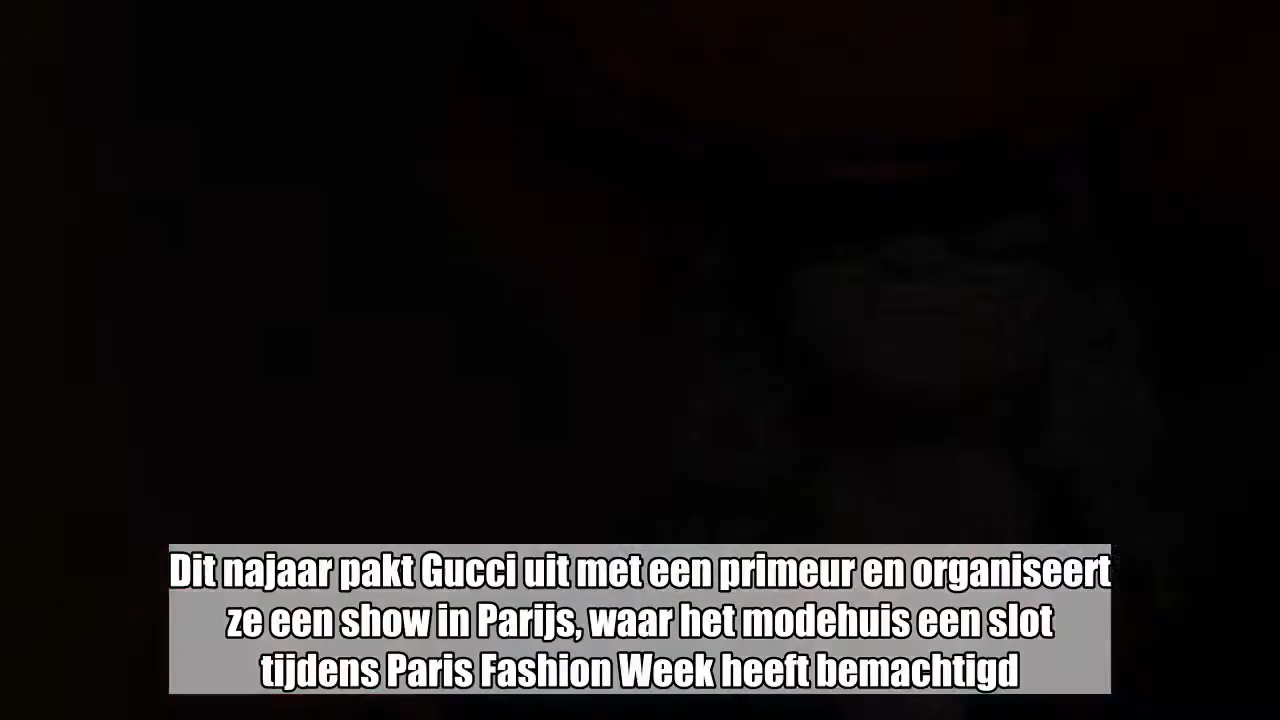 Dit najaar pakt Gucci uit met een primeur en organiseert
ze een show in Parijs, waar het modehuis een slot
tijdens Paris Fashion Week heeft bemachtigd